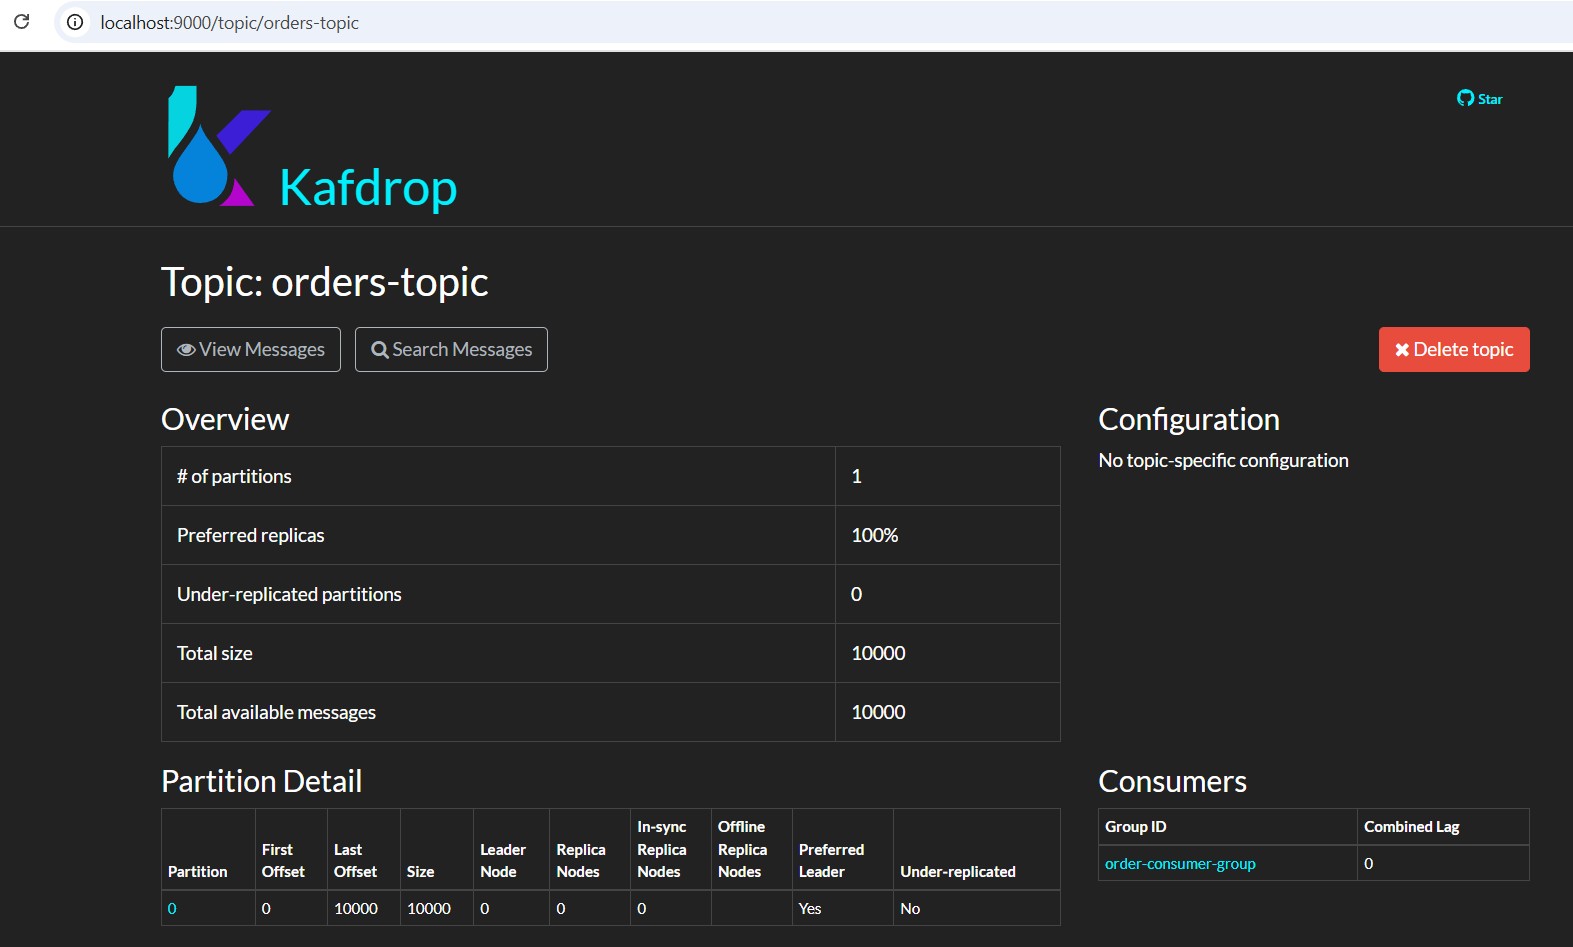 localhost:9000/topic/orders-topic
Star
Kafdrop
Topic: orders-topic
View Messages
Search Messages
Delete topic
Overview
# of partitions 1
Preferred replicas 100%
Under-replicated partitions 0
Total size 10000
Total available messages 10000
Configuration
No topic-specific configuration
Partition Detail
Partition First Offset Last Offset Size Leader Node Replica Nodes In-sync Replica Nodes Offline Replica Nodes Preferred Leader Under-replicated
0 0 10000 10000 0 0 0 Yes No
Consumers
Group ID Combined Lag
order-consumer-group 0